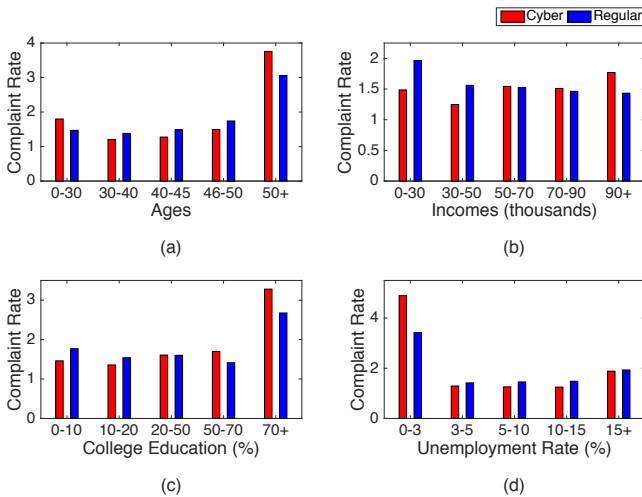 Cyber Regular
4
3
2
1
0
Complaint Rate
0-30 30-40 40-45 46-50 50+
Ages
(a)
2
1.5
1
0.5
0
Complaint Rate
0-30 30-50 50-70 70-90 90+
Incomes (thousands)
(b)
3
2
1
0
Complaint Rate
0-10 10-20 20-50 50-70 70+
College Education (%)
(c)
4
2
0
Complaint Rate
0-3 3-5 5-10 10-15 15+
Unemployment Rate (%)
(d)